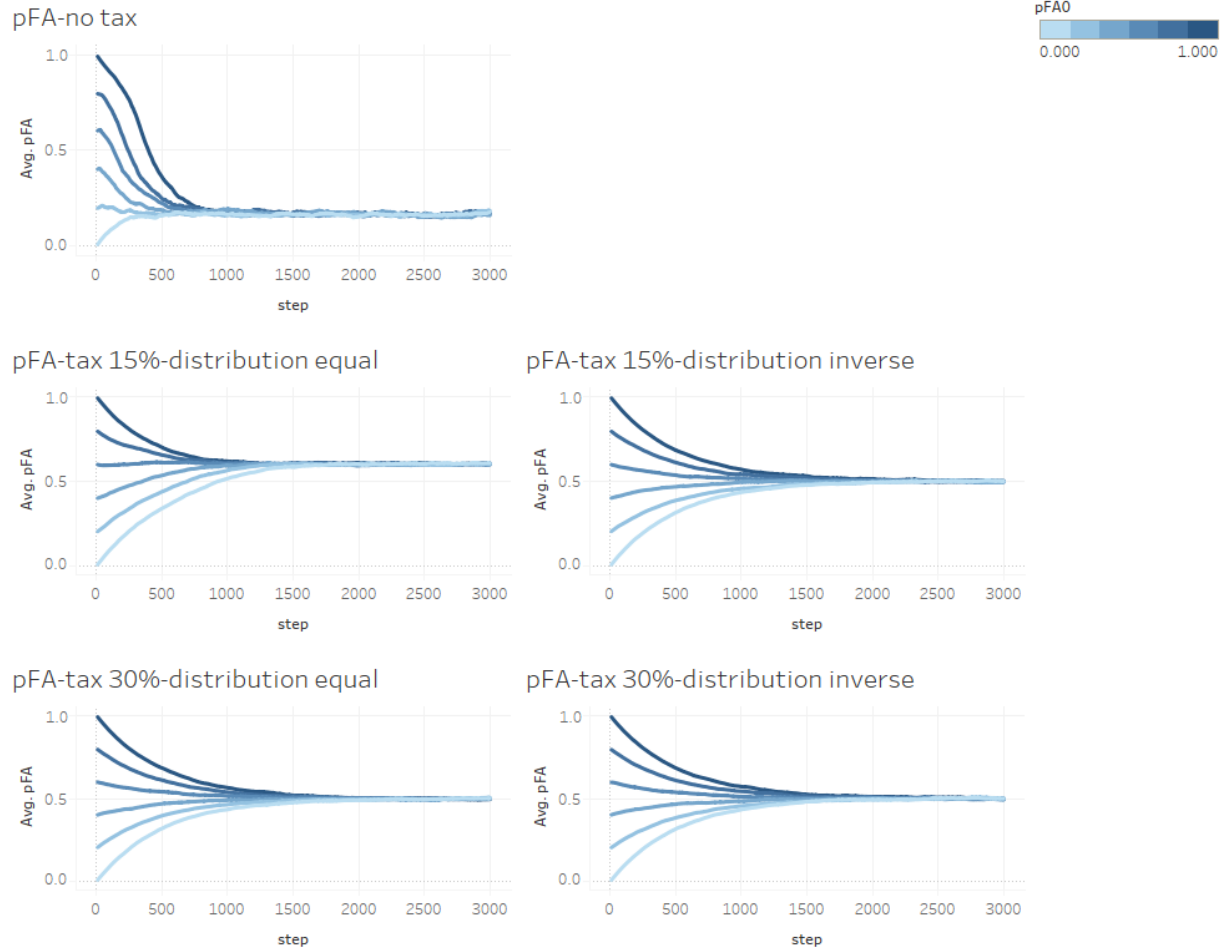 pFA-no tax
pFA0
0.000 1.000
1.0
0.5
0.0
Avg. pFA
0 500 1000 1500 2000 2500 3000
step
pFA-tax 15%-distribution equal
1.0
0.5
0.0
Avg. pFA
0 500 1000 1500 2000 2500 3000
step
pFA-tax 15%-distribution inverse
1.0
0.5
0.0
Avg. pFA
0 500 1000 1500 2000 2500 3000
step
pFA-tax 30%-distribution equal
1.0
0.5
0.0
Avg. pFA
0 500 1000 1500 2000 2500 3000
step
pFA-tax 30%-distribution inverse
1.0
0.5
0.0
Avg. pFA
0 500 1000 1500 2000 2500 3000
step